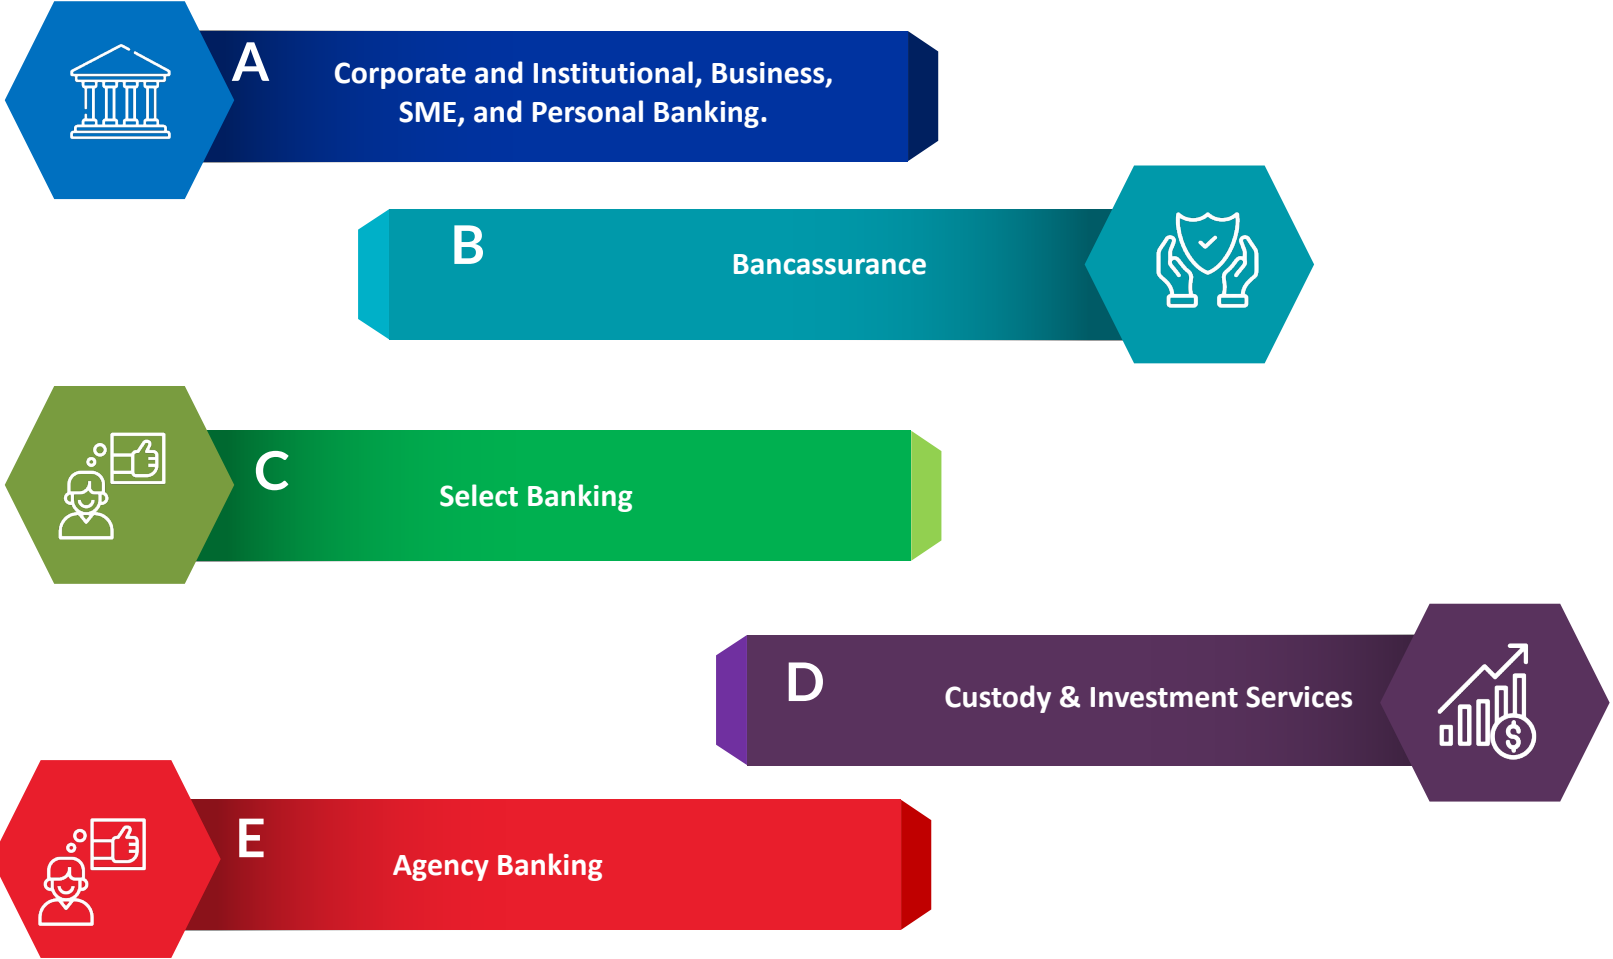 A
Corporate and Institutional, Business,
SME, and Personal Banking.
B
Bancassurance
C
Select Banking
D
Custody & Investment Services
$
E
Agency Banking